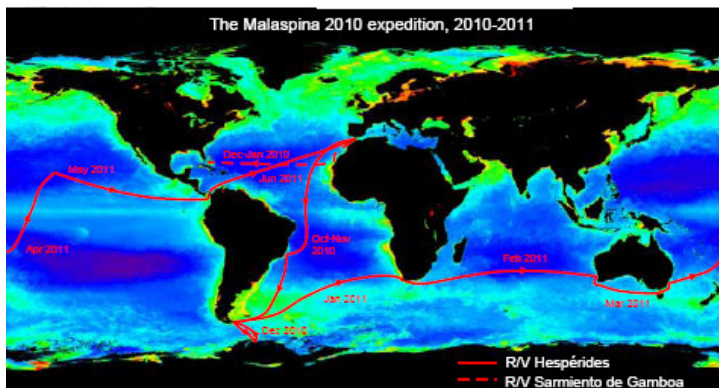 The Malaspina 2010 expedition, 2010-2011
Dec-Jan 2010
May 2011
Jun 2011
Oct-Nov
2010
Apr 2011
Feb 2011
Jan 2011
Mar 2011
Dec 2010
R/V Hespérides
R/V Sarmiento de Gamboa